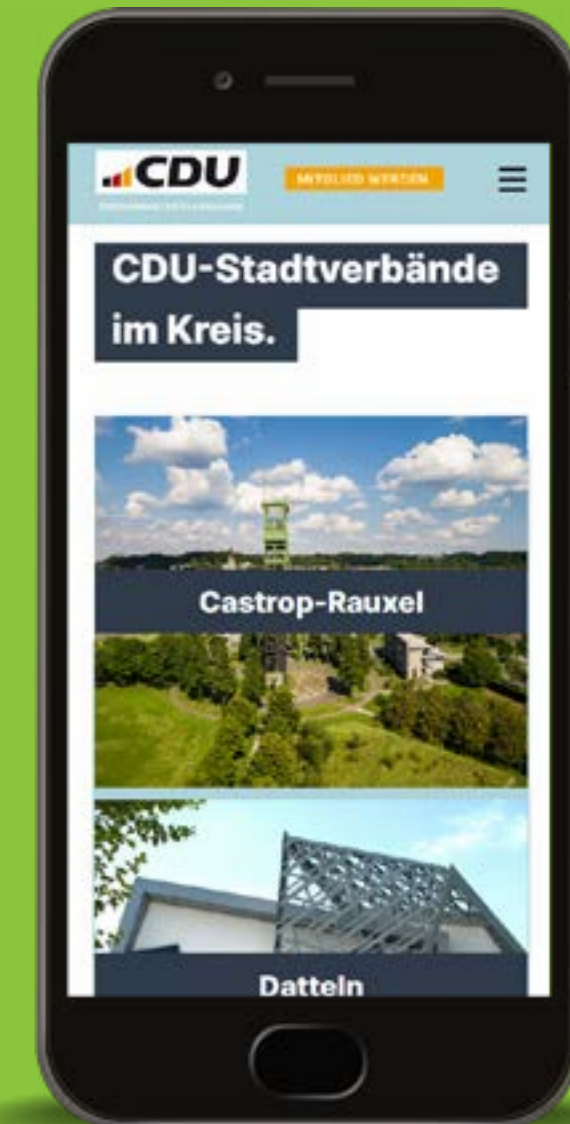 CDU
MITGLIED WERDEN
CDU-Stadtverbände
im Kreis.
Castrop-Rauxel
Datteln